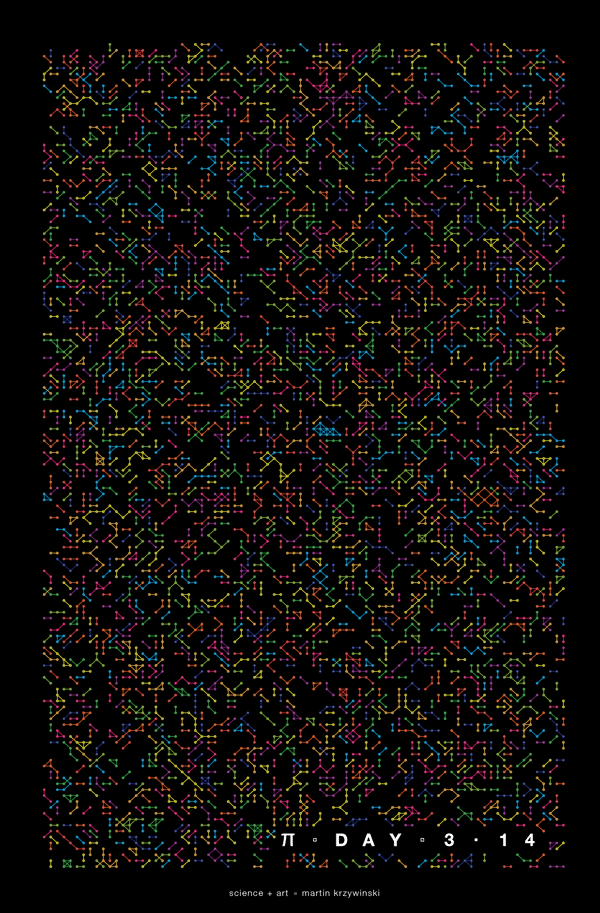 π ▫ DAY ▫ 3 · 14
science + art ▫ martin krzywinski